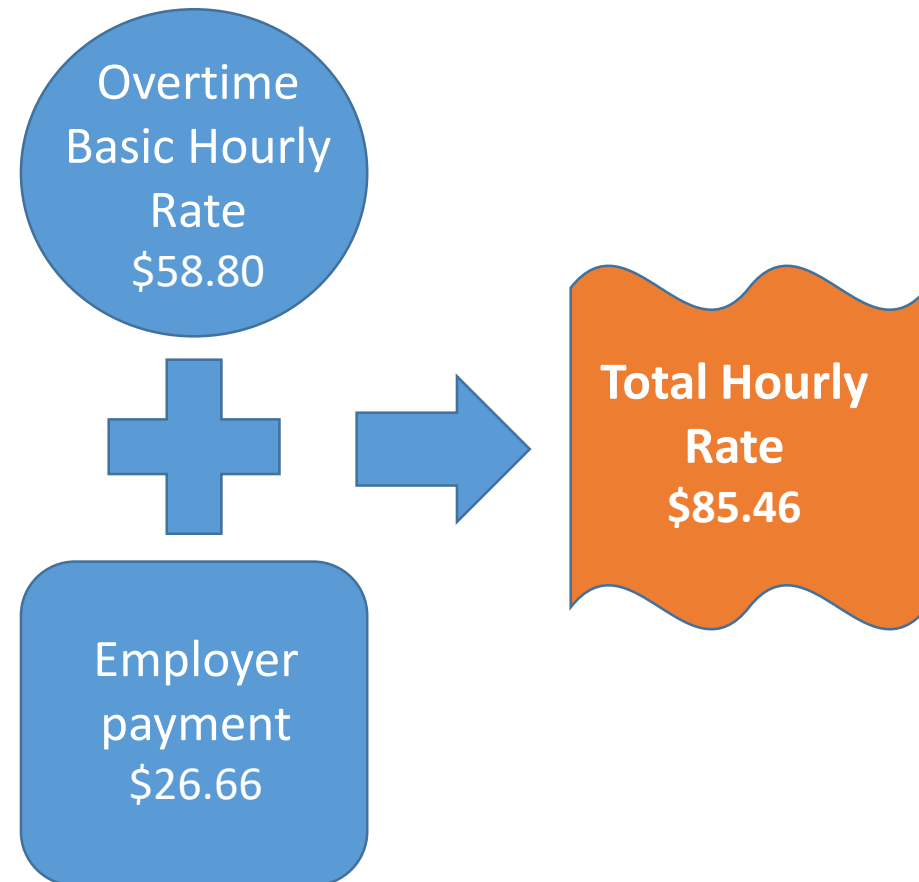 Overtime
Basic Hourly
Rate
$58.80
Total Hourly
Rate
$85.46
Employer
payment
$26.66